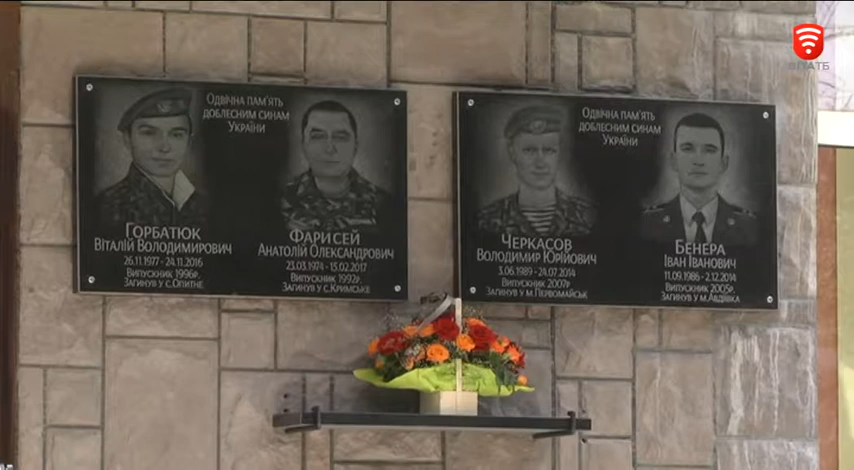 ВІТАТБ
Одвічна пам'ять
доблесним синам
України
Горбатюк
Віталій Володимирович
26.11.1977 - 24.11.2016
Випускник 1996р.
Загинув у с.Опитне
Фарисей
Анатолій Олександрович
23.03.1974 - 15.02.2017
Випускник 1992р.
Загинув у с.Кримське
Одвічна пам'ять
доблесним синам
України
Черкасов
Володимир Юрійович
3.06.1989 - 24.07.2014
Випускник 2007р
Загинув у м.Первомайськ
Бенера
Іван Іванович
11.09.1986 - 2.12.2014
Випускник 2005р.
Загинув у м.Авдіївка